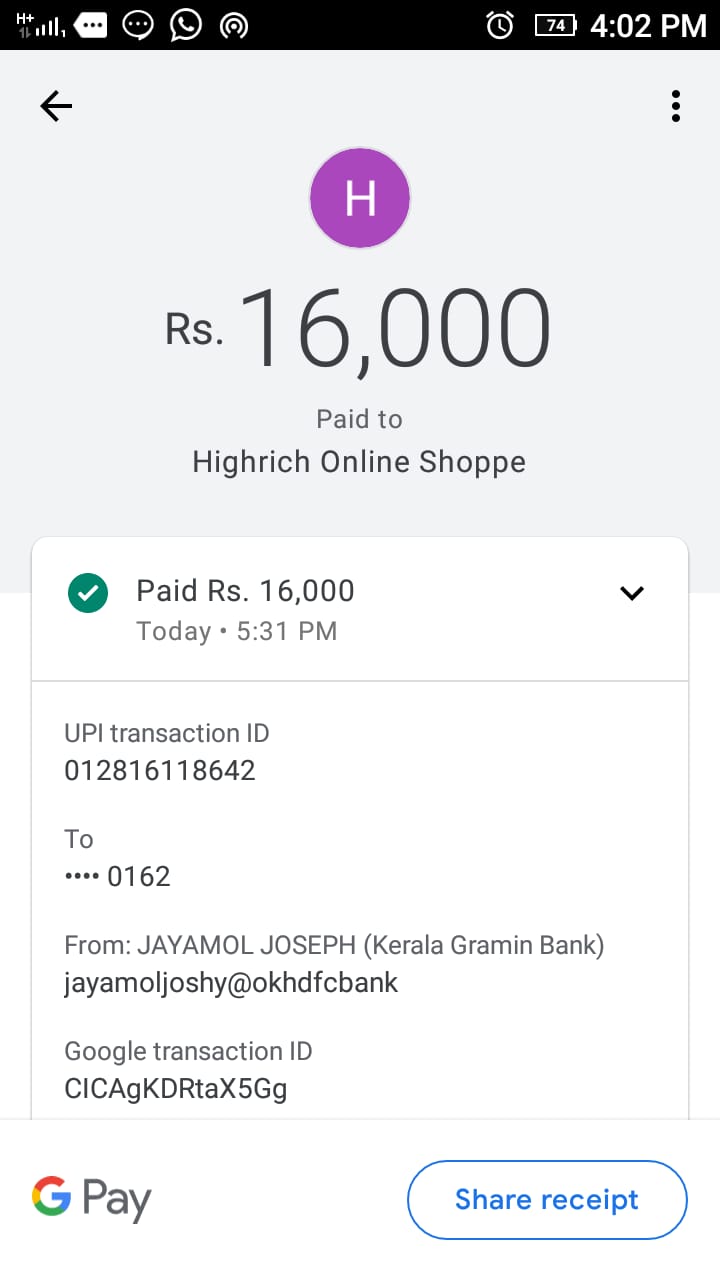 H+ 74 4:02 PM
H
Rs. 16,000
Paid to
Highrich Online Shoppe
Paid Rs. 16,000
Today • 5:31 PM
UPI transaction ID
012816118642
To
•••• 0162
From: JAYAMOL JOSEPH (Kerala Gramin Bank)
jayamoljoshy@okhdfcbank
Google transaction ID
CICAgKDRtaX5Gg
G Pay
Share receipt